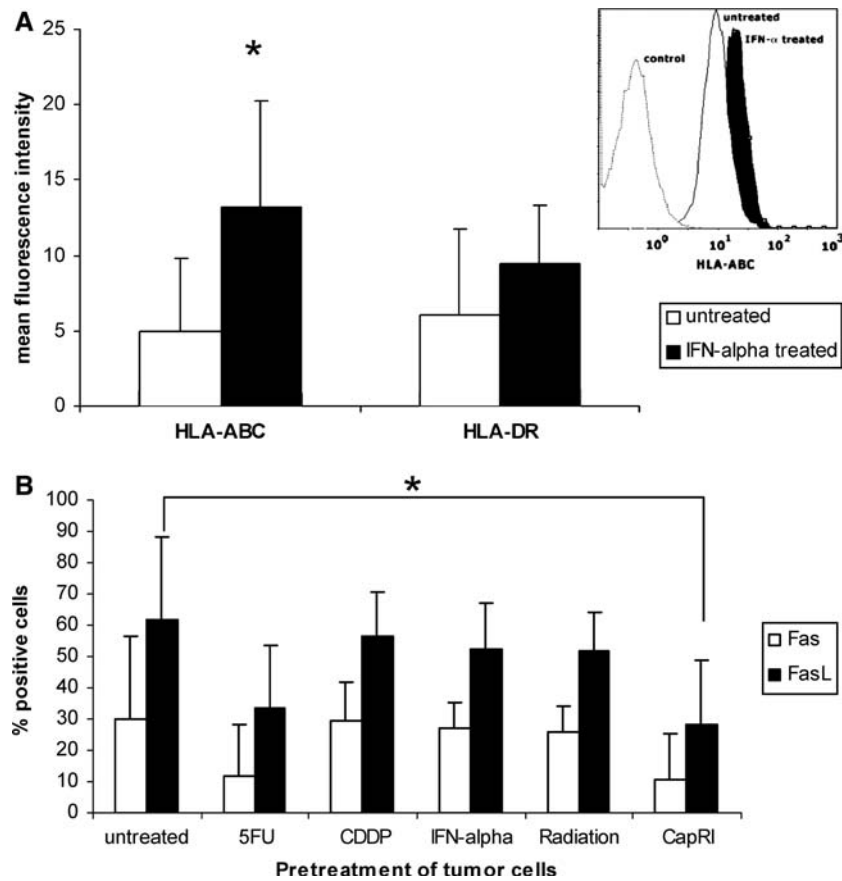 A
mean fluorescence intensity
25
20
15
10
5
0
*
HLA-ABC
HLA-DR
control
untreated
IFN-α treated
10⁰ 10¹ 10² 10³
HLA-ABC
untreated
IFN-alpha treated
B
% positive cells
100
90
80
70
60
50
40
30
20
10
0
*
untreated 5FU CDDP IFN-alpha Radiation CapRI
Pretreatment of tumor cells
Fas
FasL